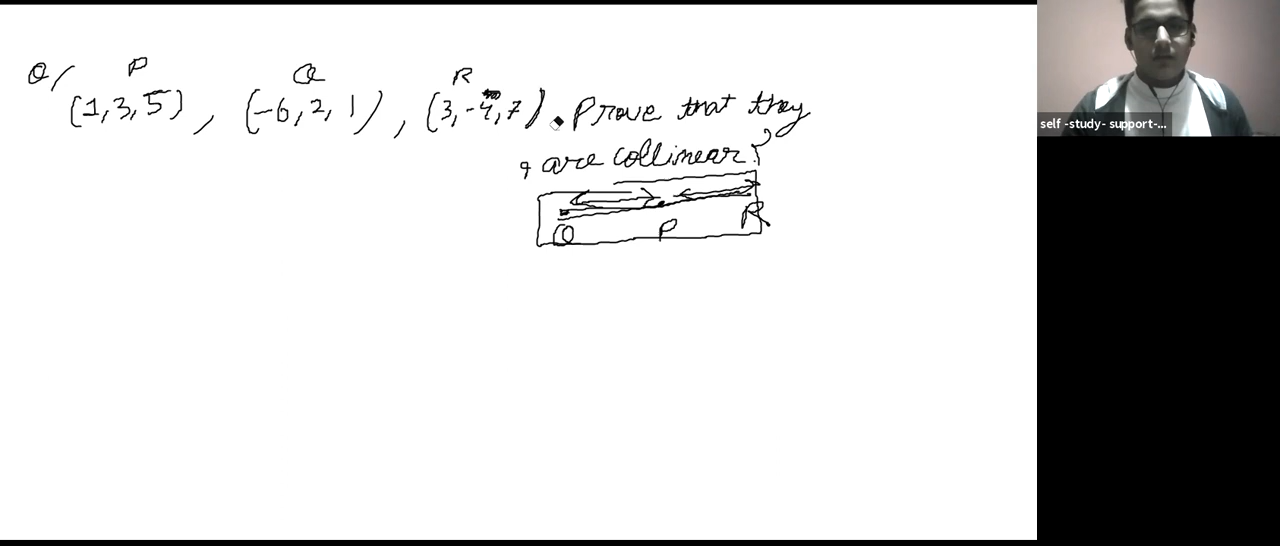 Q/
P Q R
(1,3,5), (-6,2,1), (3,-4,7). Prove that they
are collinear?
Q P R
self -study- support-...